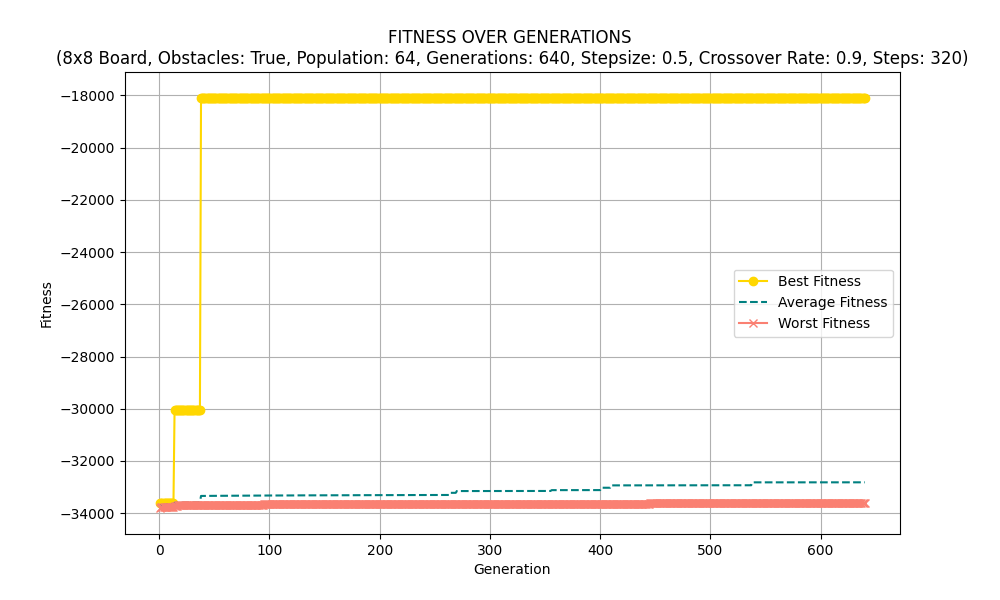 FITNESS OVER GENERATIONS
(8x8 Board, Obstacles: True, Population: 64, Generations: 640, Stepsize: 0.5, Crossover Rate: 0.9, Steps: 320)
−18000
−20000
−22000
−24000
−26000
−28000
−30000
−32000
−34000
Fitness
Best Fitness
Average Fitness
Worst Fitness
0 100 200 300 400 500 600
Generation